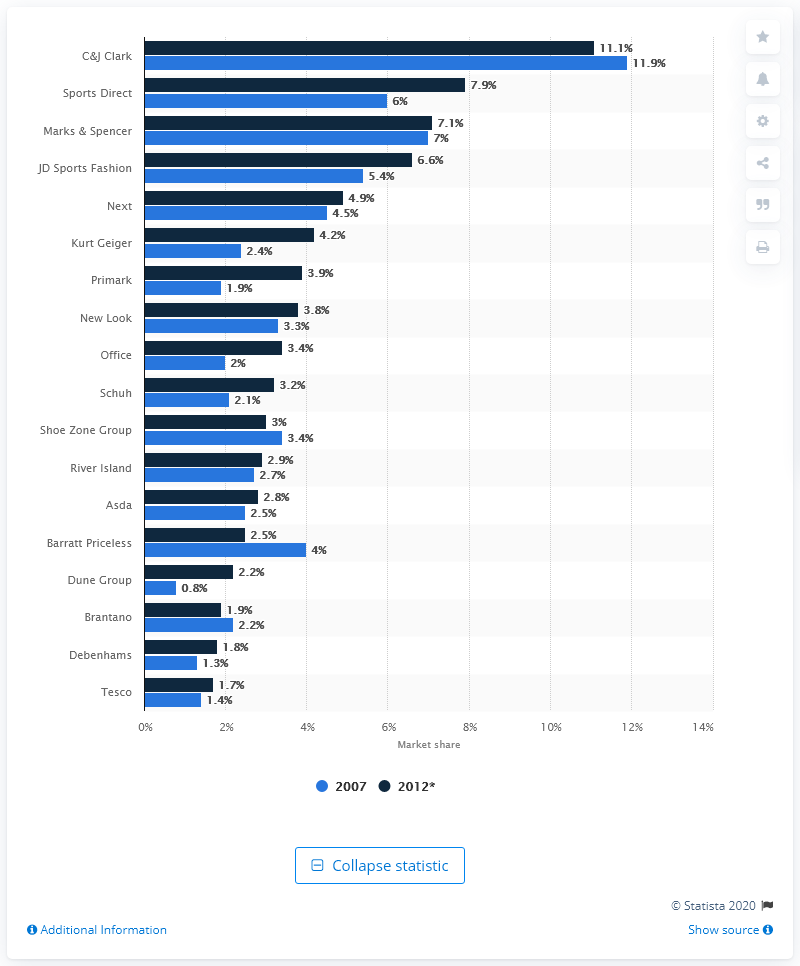 C&J Clark 11.1%
11.9%
Sports Direct 7.9%
6%
Marks & Spencer 7.1%
7%
JD Sports Fashion 6.6%
5.4%
Next 4.9%
4.5%
Kurt Geiger 4.2%
2.4%
Primark 3.9%
1.9%
New Look 3.8%
3.3%
Office 3.4%
2%
Schuh 3.2%
2.1%
Shoe Zone Group 3%
3.4%
River Island 2.9%
2.7%
Asda 2.8%
2.5%
Barratt Priceless 2.5%
4%
Dune Group 2.2%
0.8%
Brantano 1.9%
2.2%
Debenhams 1.8%
1.3%
Tesco 1.7%
1.4%
0% 2% 4% 6% 8% 10% 12% 14%
Market share
2007 2012*
Collapse statistic
© Statista 2020
Additional Information Show source